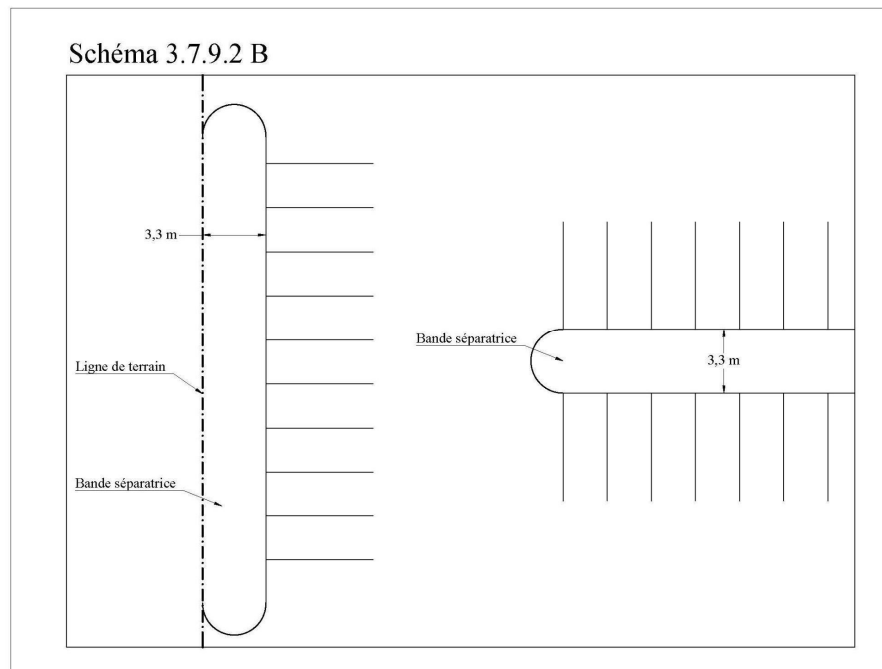 Schéma 3.7.9.2 B
3,3 m
Bande séparatrice
3,3 m
Ligne de terrain
Bande séparatrice